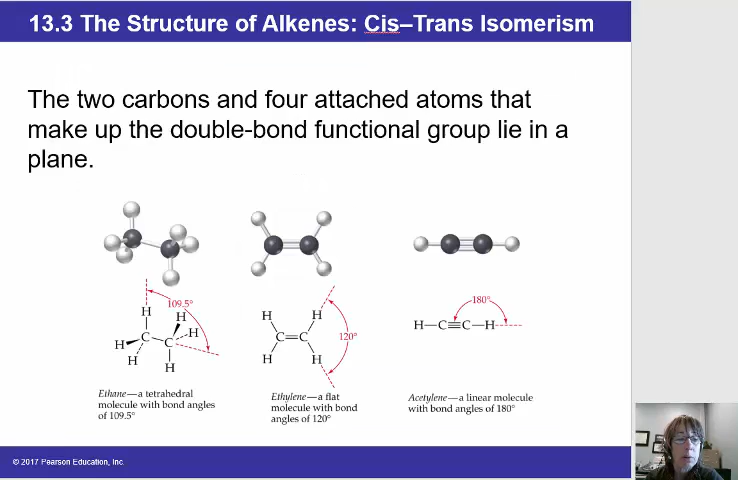 13.3 The Structure of Alkenes: Cis–Trans Isomerism
The two carbons and four attached atoms that
make up the double-bond functional group lie in a
plane.
109.5°
H
H
H
H
C
C
H
H
H
H
C=C
H
H
120°
180°
H—C≡C—H
Ethane—a tetrahedral
molecule with bond angles
of 109.5°
Ethylene—a flat
molecule with bond
angles of 120°
Acetylene—a linear molecule
with bond angles of 180°
© 2017 Pearson Education, Inc.